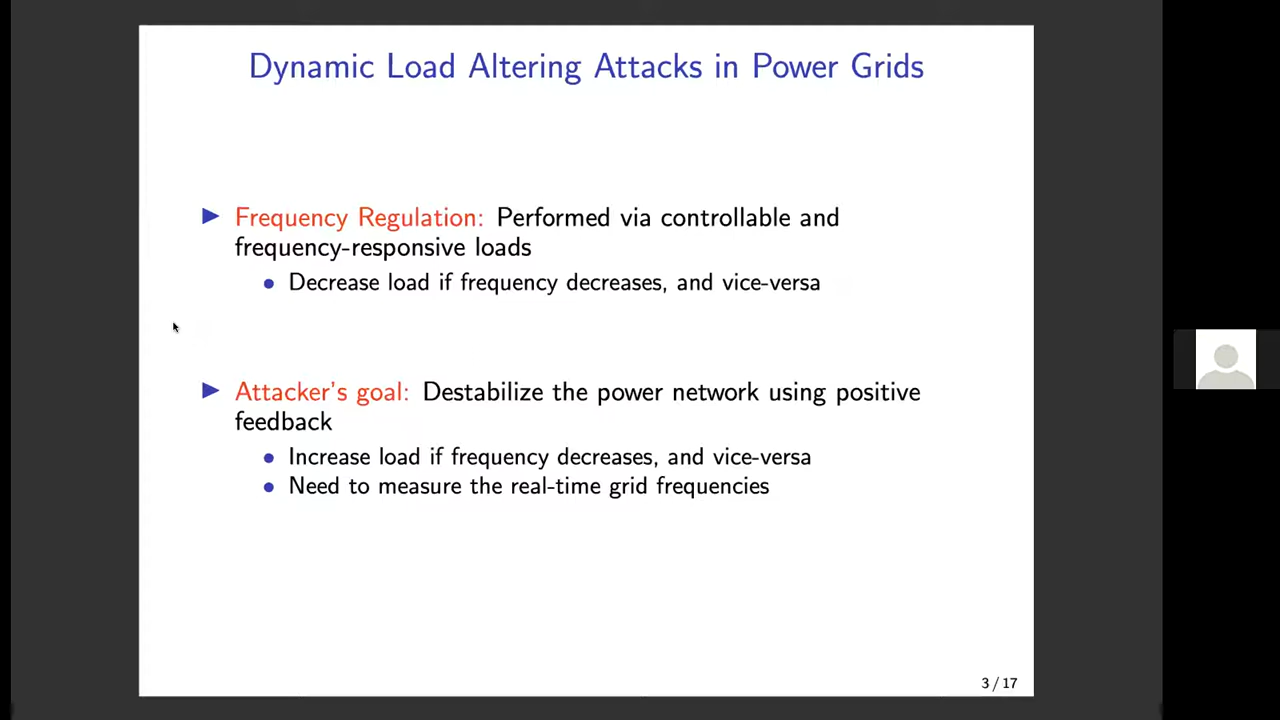 Dynamic Load Altering Attacks in Power Grids
Frequency Regulation: Performed via controllable and
frequency-responsive loads
Decrease load if frequency decreases, and vice-versa
Attacker's goal: Destabilize the power network using positive
feedback
Increase load if frequency decreases, and vice-versa
Need to measure the real-time grid frequencies
3 / 17